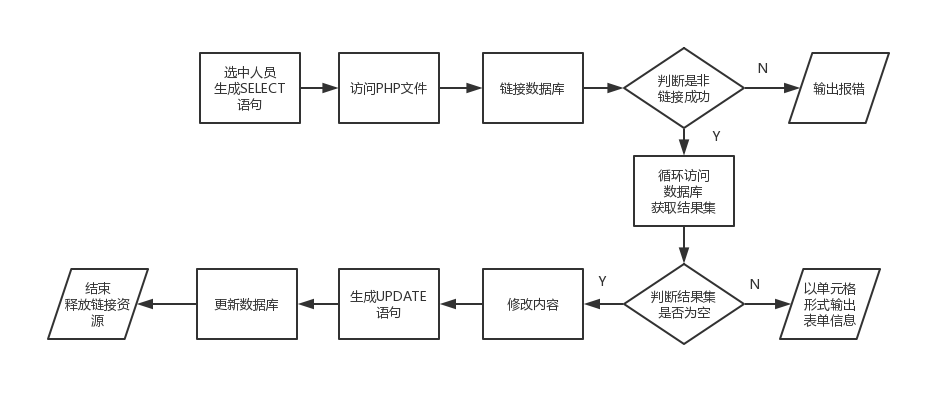 选中人员
生成SELECT
语句
访问PHP文件
链接数据库
判断是非
链接成功
N
输出报错
Y
循环访问
数据库
获取结果集
判断结果集
是否为空
N
以单元格
形式输出
表单信息
Y
修改内容
生成UPDATE
语句
更新数据库
结束
释放链接资
源